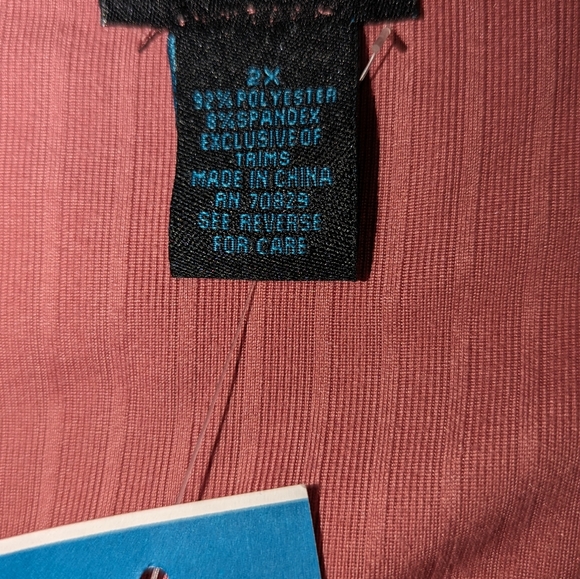 2X
92% POLYESTER
8% SPANDEX
EXCLUSIVE OF
TRIMS
MADE IN CHINA
RN 70829
SEE REVERSE
FOR CARE